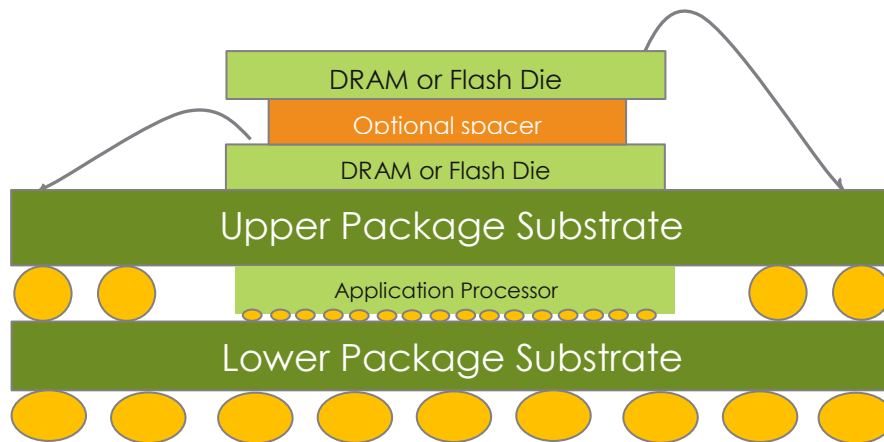 DRAM or Flash Die
Optional spacer
DRAM or Flash Die
Upper Package Substrate
Application Processor
Lower Package Substrate